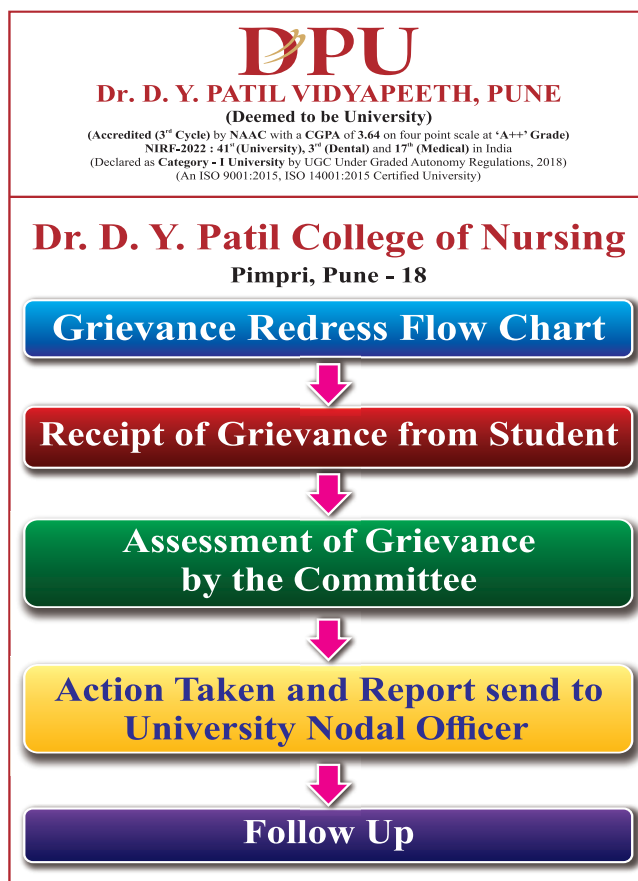 DPU
Dr. D. Y. PATIL VIDYAPEETH, PUNE
(Deemed to be University)
(Accredited (3rd Cycle) by NAAC with a CGPA of 3.64 on four point scale at ‘A++’ Grade)
NIRF-2022 : 41st (University), 3rd (Dental) and 17th (Medical) in India
(Declared as Category - I University by UGC Under Graded Autonomy Regulations, 2018)
(An ISO 9001:2015, ISO 14001:2015 Certified University)
Dr. D. Y. Patil College of Nursing
Pimpri, Pune - 18
Grievance Redress Flow Chart
Receipt of Grievance from Student
Assessment of Grievance
by the Committee
Action Taken and Report send to
University Nodal Officer
Follow Up